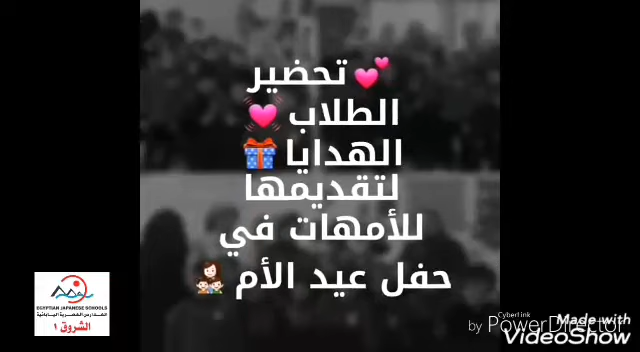 تحضير
الطلاب
الهدايا
لتقديمها
للأمهات في
حفل عيد الأم
EGYPTIAN JAPANESE SCHOOLS
المدارس المصرية اليابانية
الشروق ١
CyberLink
by PowerDirector
Made with
VideoShow